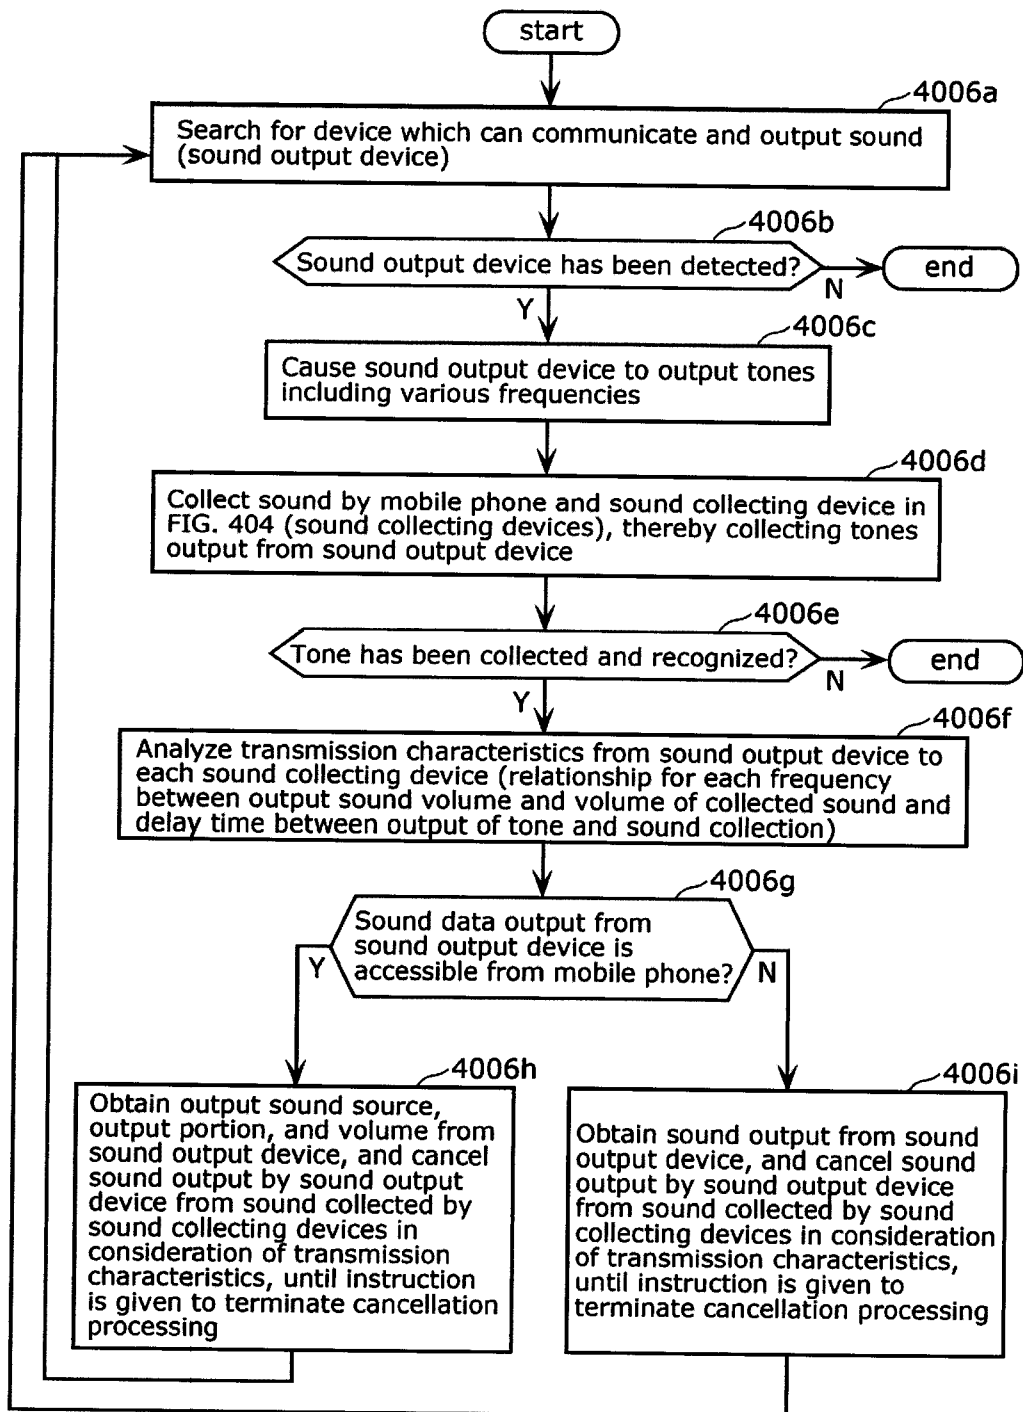 start
4006a
Search for device which can communicate and output sound
(sound output device)
4006b
Sound output device has been detected?
N
end
Y
4006c
Cause sound output device to output tones
including various frequencies
4006d
Collect sound by mobile phone and sound collecting device in
FIG. 404 (sound collecting devices), thereby collecting tones
output from sound output device
4006e
Tone has been collected and recognized?
N
end
Y
4006f
Analyze transmission characteristics from sound output device to
each sound collecting device (relationship for each frequency
between output sound volume and volume of collected sound and
delay time between output of tone and sound collection)
4006g
Sound data output from
sound output device is
accessible from mobile phone?
Y
N
4006h
Obtain output sound source,
output portion, and volume from
sound output device, and cancel
sound output by sound output
device from sound collected by
sound collecting devices in
consideration of transmission
characteristics, until instruction
is given to terminate cancellation
processing
4006i
Obtain sound output from sound
output device, and cancel sound
output by sound output device
from sound collected by sound
collecting devices in consideration
of transmission characteristics,
until instruction is given to
terminate cancellation processing